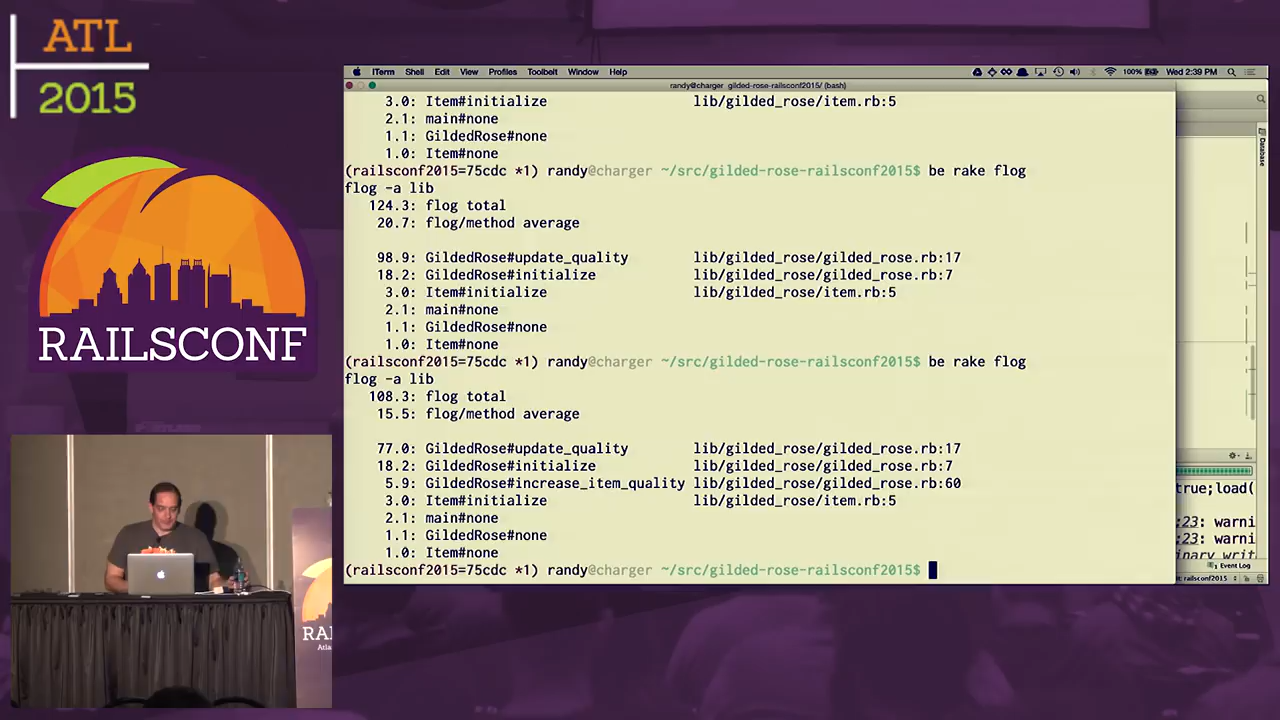 ATL
2015
RAILSCONF
iTerm Shell Edit View Profiles Toolbelt Window Help 100% Wed 2:39 PM
randy@charger gilded-rose-railsconf2015/ (bash)
3.0: Item#initialize lib/gilded_rose/item.rb:5
2.1: main#none
1.1: GildedRose#none
1.0: Item#none
(railsconf2015=75cdc *1) randy@charger ~/src/gilded-rose-railsconf2015$ be rake flog
flog -a lib
124.3: flog total
20.7: flog/method average
98.9: GildedRose#update_quality lib/gilded_rose/gilded_rose.rb:17
18.2: GildedRose#initialize lib/gilded_rose/gilded_rose.rb:7
3.0: Item#initialize lib/gilded_rose/item.rb:5
2.1: main#none
1.1: GildedRose#none
1.0: Item#none
(railsconf2015=75cdc *1) randy@charger ~/src/gilded-rose-railsconf2015$ be rake flog
flog -a lib
108.3: flog total
15.5: flog/method average
77.0: GildedRose#update_quality lib/gilded_rose/gilded_rose.rb:17
18.2: GildedRose#initialize lib/gilded_rose/gilded_rose.rb:7
5.9: GildedRose#increase_item_quality lib/gilded_rose/gilded_rose.rb:60
3.0: Item#initialize lib/gilded_rose/item.rb:5
2.1: main#none
1.1: GildedRose#none
1.0: Item#none
(railsconf2015=75cdc *1) randy@charger ~/src/gilded-rose-railsconf2015$
Database
true;load(
:23: warni
:23: warni
inary writ
Event Log
railsconf2015
RAI
Atla